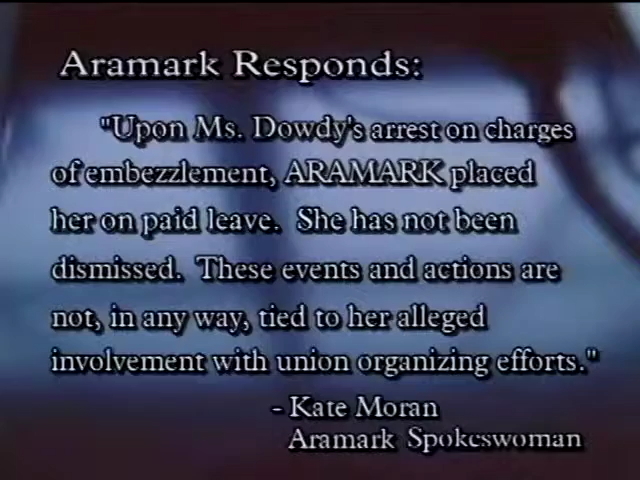 Aramark Responds:
"Upon Ms. Dowdy's arrest on charges
of embezzlement, ARAMARK placed
her on paid leave. She has not been
dismissed. These events and actions are
not, in any way, tied to her alleged
involvement with union organizing efforts."
- Kate Moran
Aramark Spokeswoman